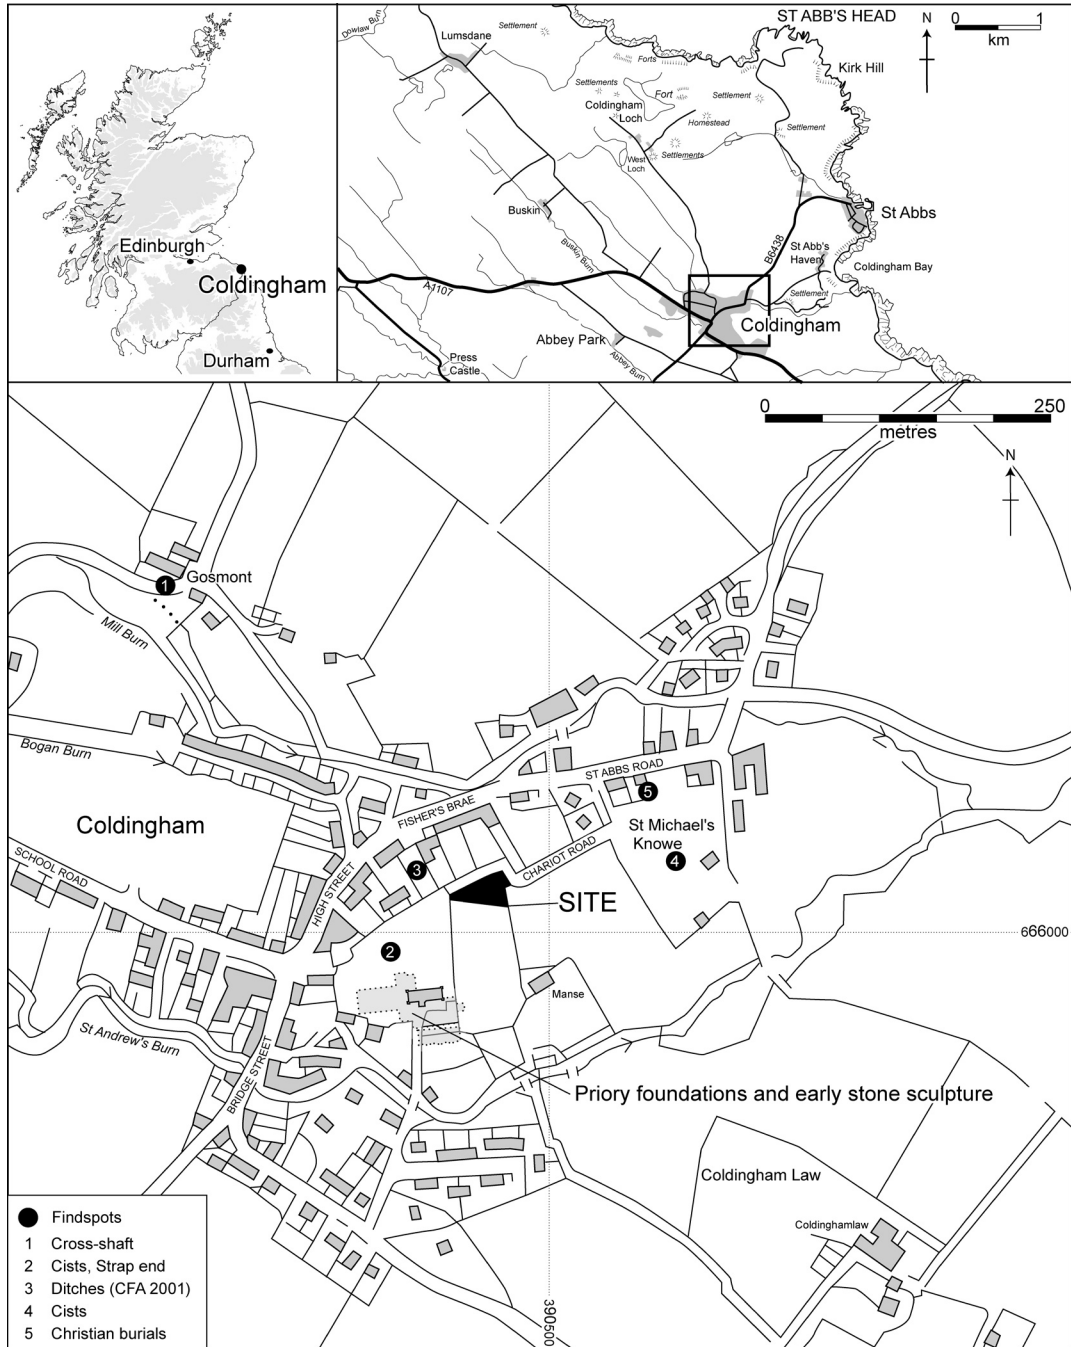 Edinburgh
Coldingham
Durham
ST ABB'S HEAD
N
0 1
km
Dowlaw Burn
Lumsdane
Settlement
Forts
Kirk Hill
Settlements
Fort
Settlement
Coldingham
Loch
Homestead
Settlement
West
Loch
Settlements
Buskin
St Abbs
Buskin Burn
B6438
St Abb's
Haven
Coldingham Bay
A1107
Settlement
Coldingham
Abbey Park
Abbey Burn
Press
Castle
0 250
metres
N
1
Gosmont
Mill Burn
Bogan Burn
ST ABBS ROAD
5
FISHER'S BRAE
Coldingham
St Michael's
Knowe
4
CHARIOT ROAD
SCHOOL ROAD
3
HIGH STREET
SITE
666000
2
Manse
St Andrew's Burn
BRIDGE STREET
Priory foundations and early stone sculpture
Coldingham Law
Coldinghamlaw
390500
Findspots
1 Cross-shaft
2 Cists, Strap end
3 Ditches (CFA 2001)
4 Cists
5 Christian burials